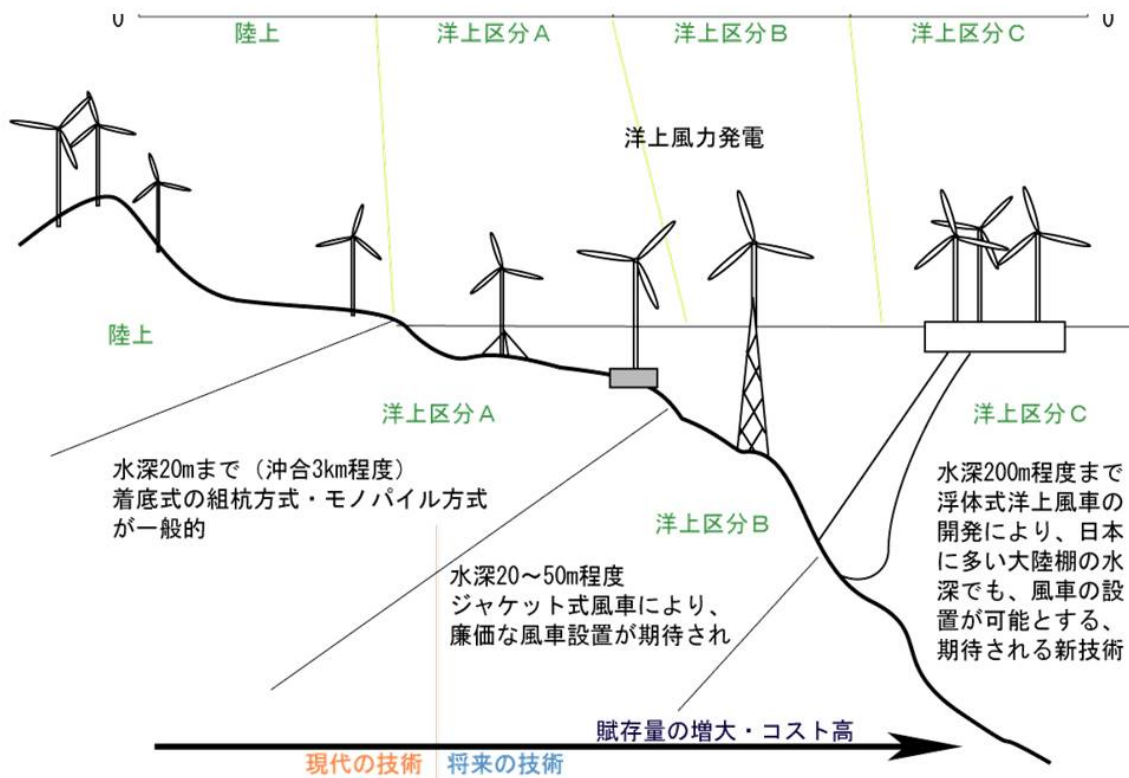 0
0
陸上
洋上区分A
洋上区分B
洋上区分C
洋上風力発電
陸上
洋上区分A
水深20mまで（沖合3km程度）
着底式の組杭方式・モノパイル方式
が一般的
洋上区分B
水深20～50m程度
ジャケット式風車により、
廉価な風車設置が期待され
洋上区分C
水深200m程度まで
浮体式洋上風車の
開発により、日本
に多い大陸棚の水
深でも、風車の設
置が可能とする、
期待される新技術
賦存量の増大・コスト高
現代の技術
将来の技術